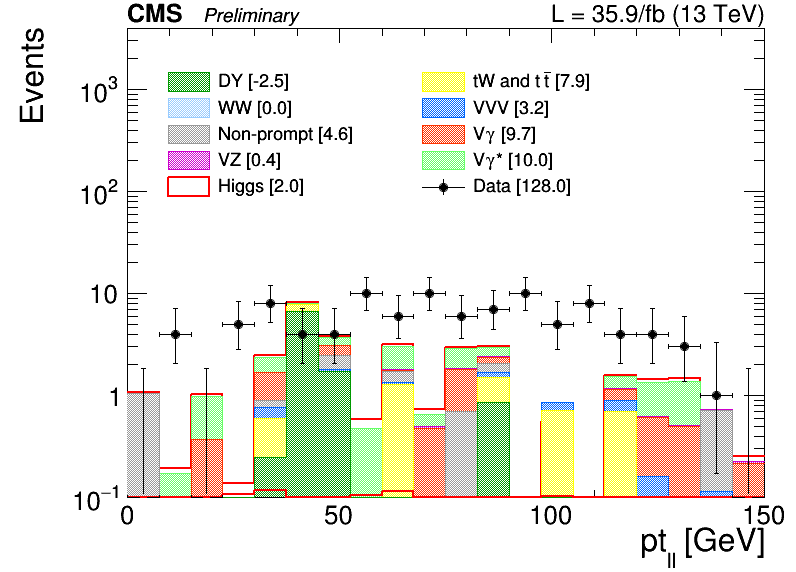 CMS Preliminary L = 35.9/fb (13 TeV)
Events
10³
10²
10
1
10⁻¹
DY [-2.5]
WW [0.0]
Non-prompt [4.6]
VZ [0.4]
Higgs [2.0]
tW and tt̅ [7.9]
VVV [3.2]
Vγ [9.7]
Vγ* [10.0]
Data [128.0]
0 50 100 150
pt_ll [GeV]